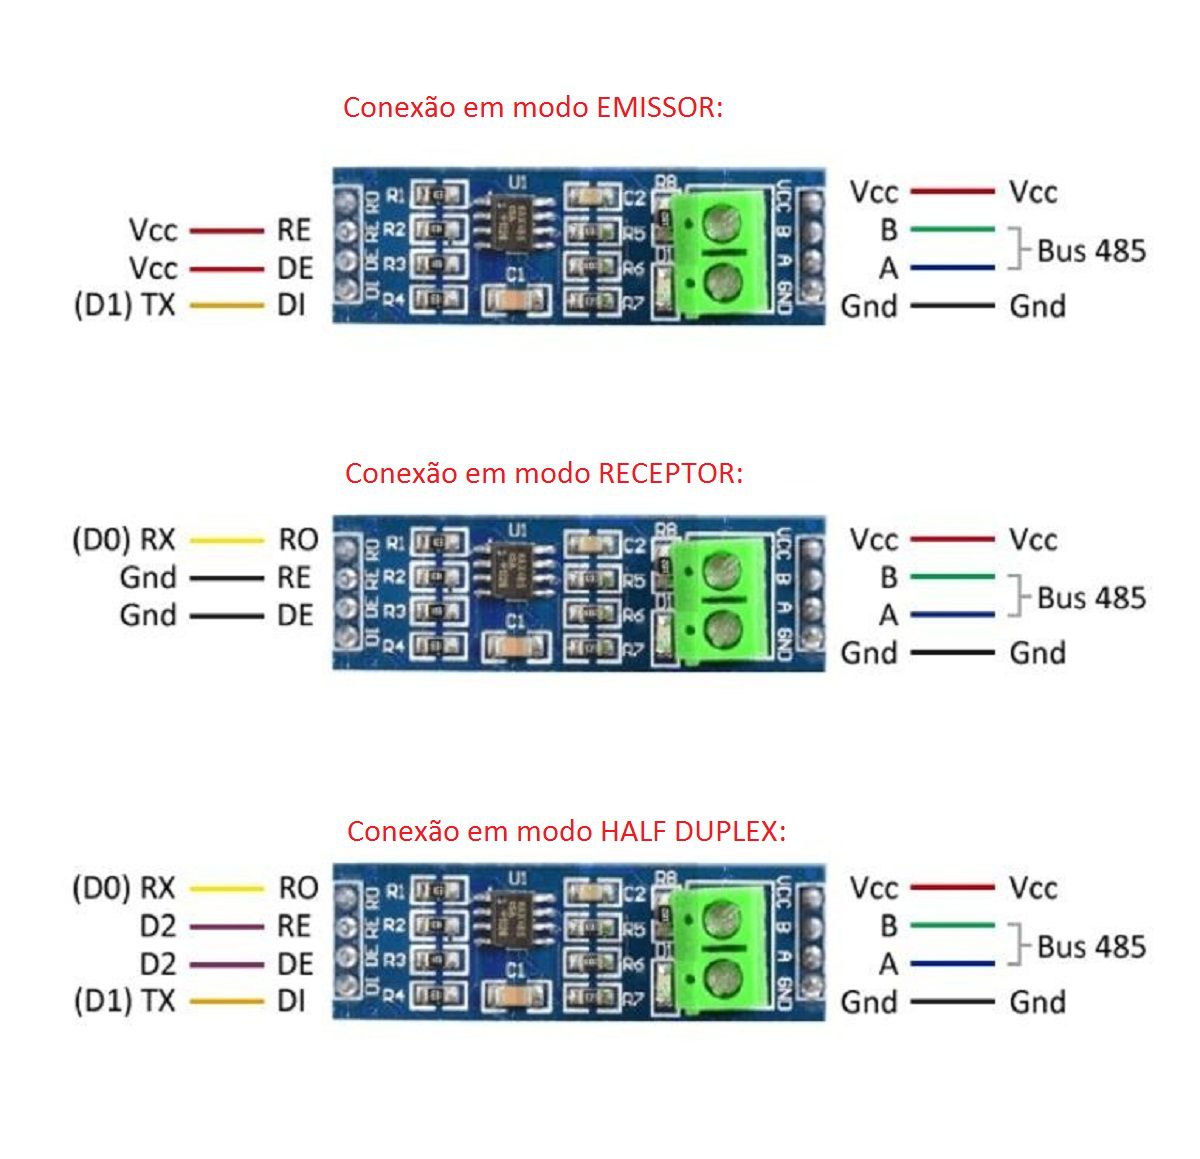 Conexão em modo EMISSOR:
Vcc RE
Vcc DE
(D1) TX DI
RO RE DE DI
R1 R2 R3 R4
U1
C1
C2
R5 R6 R7
R8
D1
VCC B A GND
Vcc Vcc
B
A
Bus 485
Gnd Gnd
Conexão em modo RECEPTOR:
(D0) RX RO
Gnd RE
Gnd DE
RO RE DE DI
R1 R2 R3 R4
U1
C1
C2
R5 R6 R7
R8
D1
VCC B A GND
Vcc Vcc
B
A
Bus 485
Gnd Gnd
Conexão em modo HALF DUPLEX:
(D0) RX RO
D2 RE
D2 DE
(D1) TX DI
RO RE DE DI
R1 R2 R3 R4
U1
C1
C2
R5 R6 R7
R8
D1
VCC B A GND
Vcc Vcc
B
A
Bus 485
Gnd Gnd